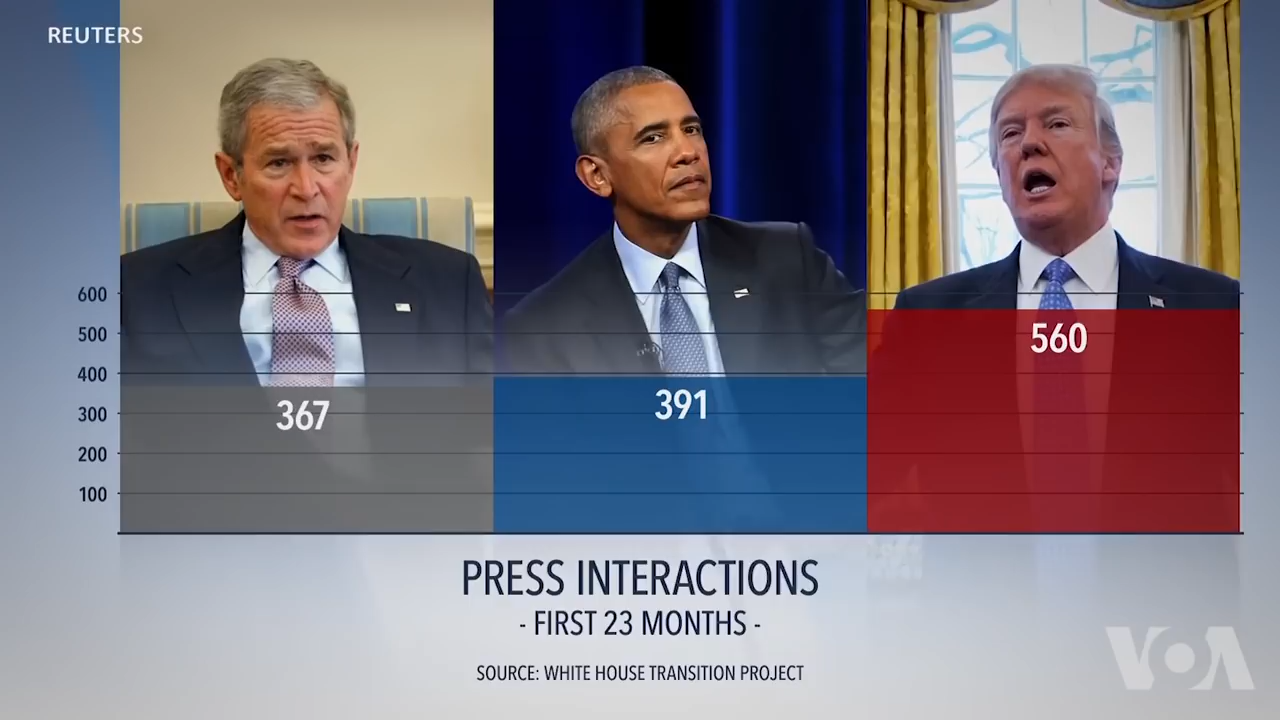 REUTERS
600
500
400
300
200
100
367
391
560
PRESS INTERACTIONS
- FIRST 23 MONTHS -
SOURCE: WHITE HOUSE TRANSITION PROJECT
VOA